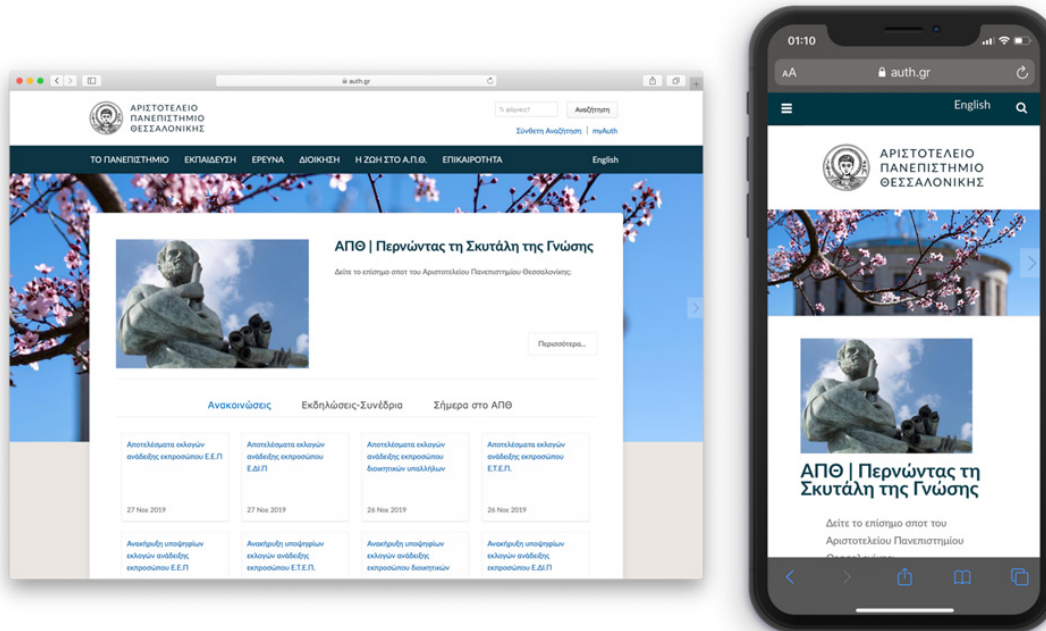 auth.gr
ΑΡΙΣΤΟΤΕΛΕΙΟ
ΠΑΝΕΠΙΣΤΗΜΙΟ
ΘΕΣΣΑΛΟΝΙΚΗΣ
Τι ψάχνεις? Αναζήτηση
Σύνθετη Αναζήτηση | myAuth
ΤΟ ΠΑΝΕΠΙΣΤΗΜΙΟ ΕΚΠΑΙΔΕΥΣΗ ΕΡΕΥΝΑ ΔΙΟΙΚΗΣΗ Η ΖΩΗ ΣΤΟ Α.Π.Θ. ΕΠΙΚΑΙΡΟΤΗΤΑ English
ΑΠΘ | Περνώντας τη Σκυτάλη της Γνώσης
Δείτε το επίσημο σποτ του Αριστοτελείου Πανεπιστημίου Θεσσαλονίκης:
Περισσότερα...
Ανακοινώσεις Εκδηλώσεις-Συνέδρια Σήμερα στο ΑΠΘ
Αποτελέσματα εκλογών
ανάδειξης εκπροσώπου Ε.Ε.Π
27 Νοε 2019
Αποτελέσματα εκλογών
ανάδειξης εκπροσώπου
Ε.ΔΙ.Π
27 Νοε 2019
Αποτελέσματα εκλογών
ανάδειξης εκπροσώπου
διοικητικών υπαλλήλων
26 Νοε 2019
Αποτελέσματα εκλογών
ανάδειξης εκπροσώπου
Ε.Τ.Ε.Π.
26 Νοε 2019
Ανακήρυξη υποψηφίων
εκλογών ανάδειξης
εκπροσώπου Ε.Ε.Π
Ανακήρυξη υποψηφίων
εκλογών ανάδειξης
εκπροσώπου Ε.Τ.Ε.Π.
Ανακήρυξη υποψηφίων
εκλογών ανάδειξης
εκπροσώπου διοικητικών
Ανακήρυξη υποψηφίων
εκλογών ανάδειξης
εκπροσώπου Ε.ΔΙ.Π
01:10
AA auth.gr
English
ΑΡΙΣΤΟΤΕΛΕΙΟ
ΠΑΝΕΠΙΣΤΗΜΙΟ
ΘΕΣΣΑΛΟΝΙΚΗΣ
ΑΠΘ | Περνώντας τη
Σκυτάλη της Γνώσης
Δείτε το επίσημο σποτ του
Αριστοτελείου Πανεπιστημίου